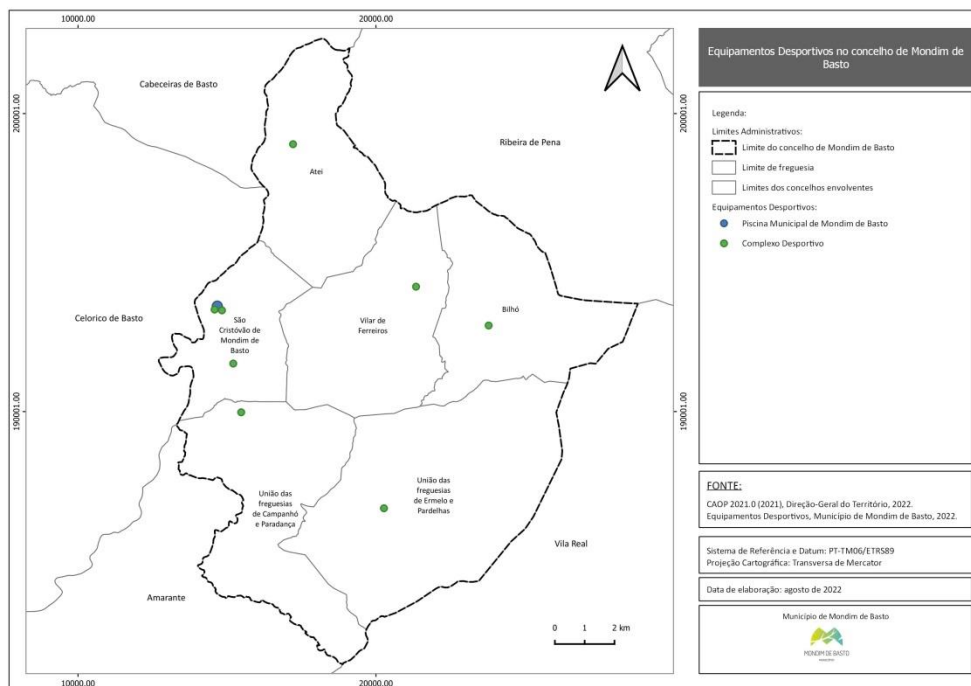 10000.00
20000.00
Equipamentos Desportivos no concelho de Mondim de
Basto
Cabeceiras de Basto
200001.00
200001.00
Ribeira de Pena
Atei
Legenda:
Limites Administrativos:
Limite do concelho de Mondim de Basto
Limite de freguesia
Limites dos concelhos envolventes
Equipamentos Desportivos:
Piscina Municipal de Mondim de Basto
Complexo Desportivo
Celorico de Basto
São
Cristóvão de
Mondim de
Basto
Vilar de
Ferreiros
Bilhó
190001.00
190001.00
União das
freguesias
de Campanhó
e Paradança
União das
freguesias
de Ermelo e
Pardelhas
Vila Real
Amarante
0 1 2 km
10000.00
20000.00
FONTE:
CAOP 2021.0 (2021), Direção-Geral do Território, 2022.
Equipamentos Desportivos, Município de Mondim de Basto, 2022.
Sistema de Referência e Datum: PT-TM06/ETRS89
Projeção Cartográfica: Transversa de Mercator
Data de elaboração: agosto de 2022
Município de Mondim de Basto
MONDIM DE BASTO